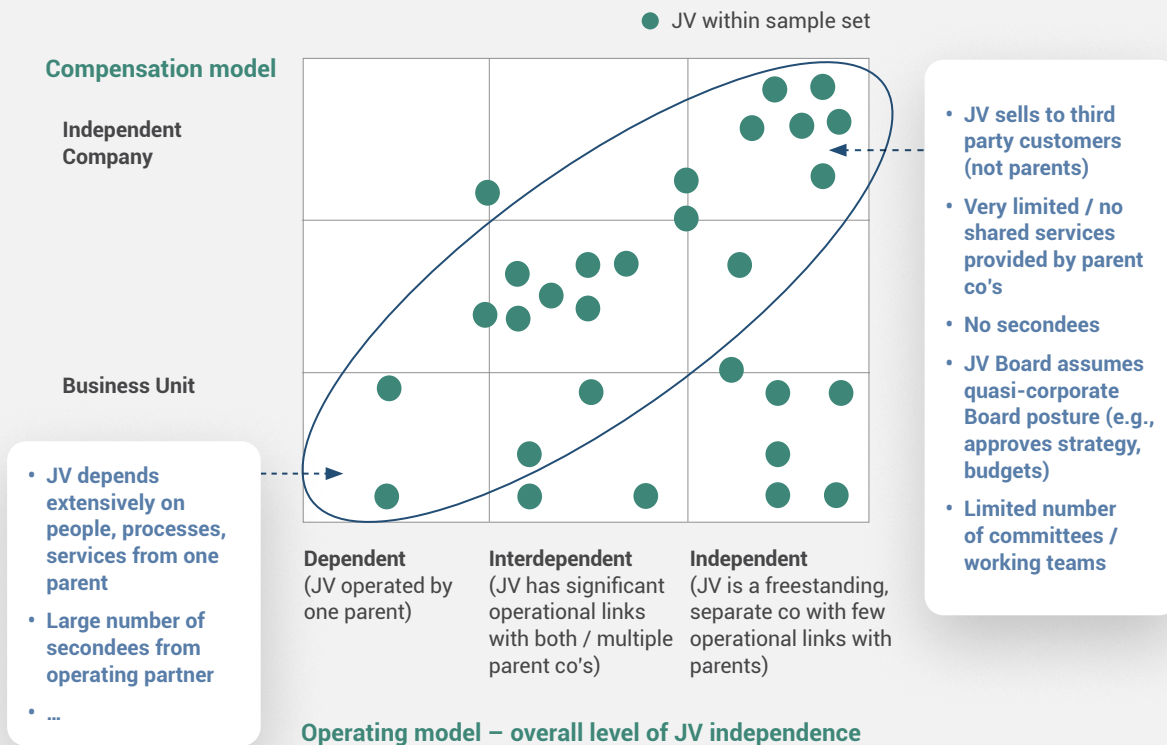 JV within sample set
Compensation model
Independent
Company
Business Unit
• JV depends
extensively on
people, processes,
services from one
parent
• Large number of
secondees from
operating partner
• ...
• JV sells to third
party customers
(not parents)
• Very limited / no
shared services
provided by parent
co's
• No secondees
• JV Board assumes
quasi-corporate
Board posture (e.g.,
approves strategy,
budgets)
• Limited number
of committees /
working teams
Dependent
(JV operated by
one parent)
Interdependent
(JV has significant
operational links
with both / multiple
parent co's)
Independent
(JV is a freestanding,
separate co with few
operational links with
parents)
Operating model – overall level of JV independence